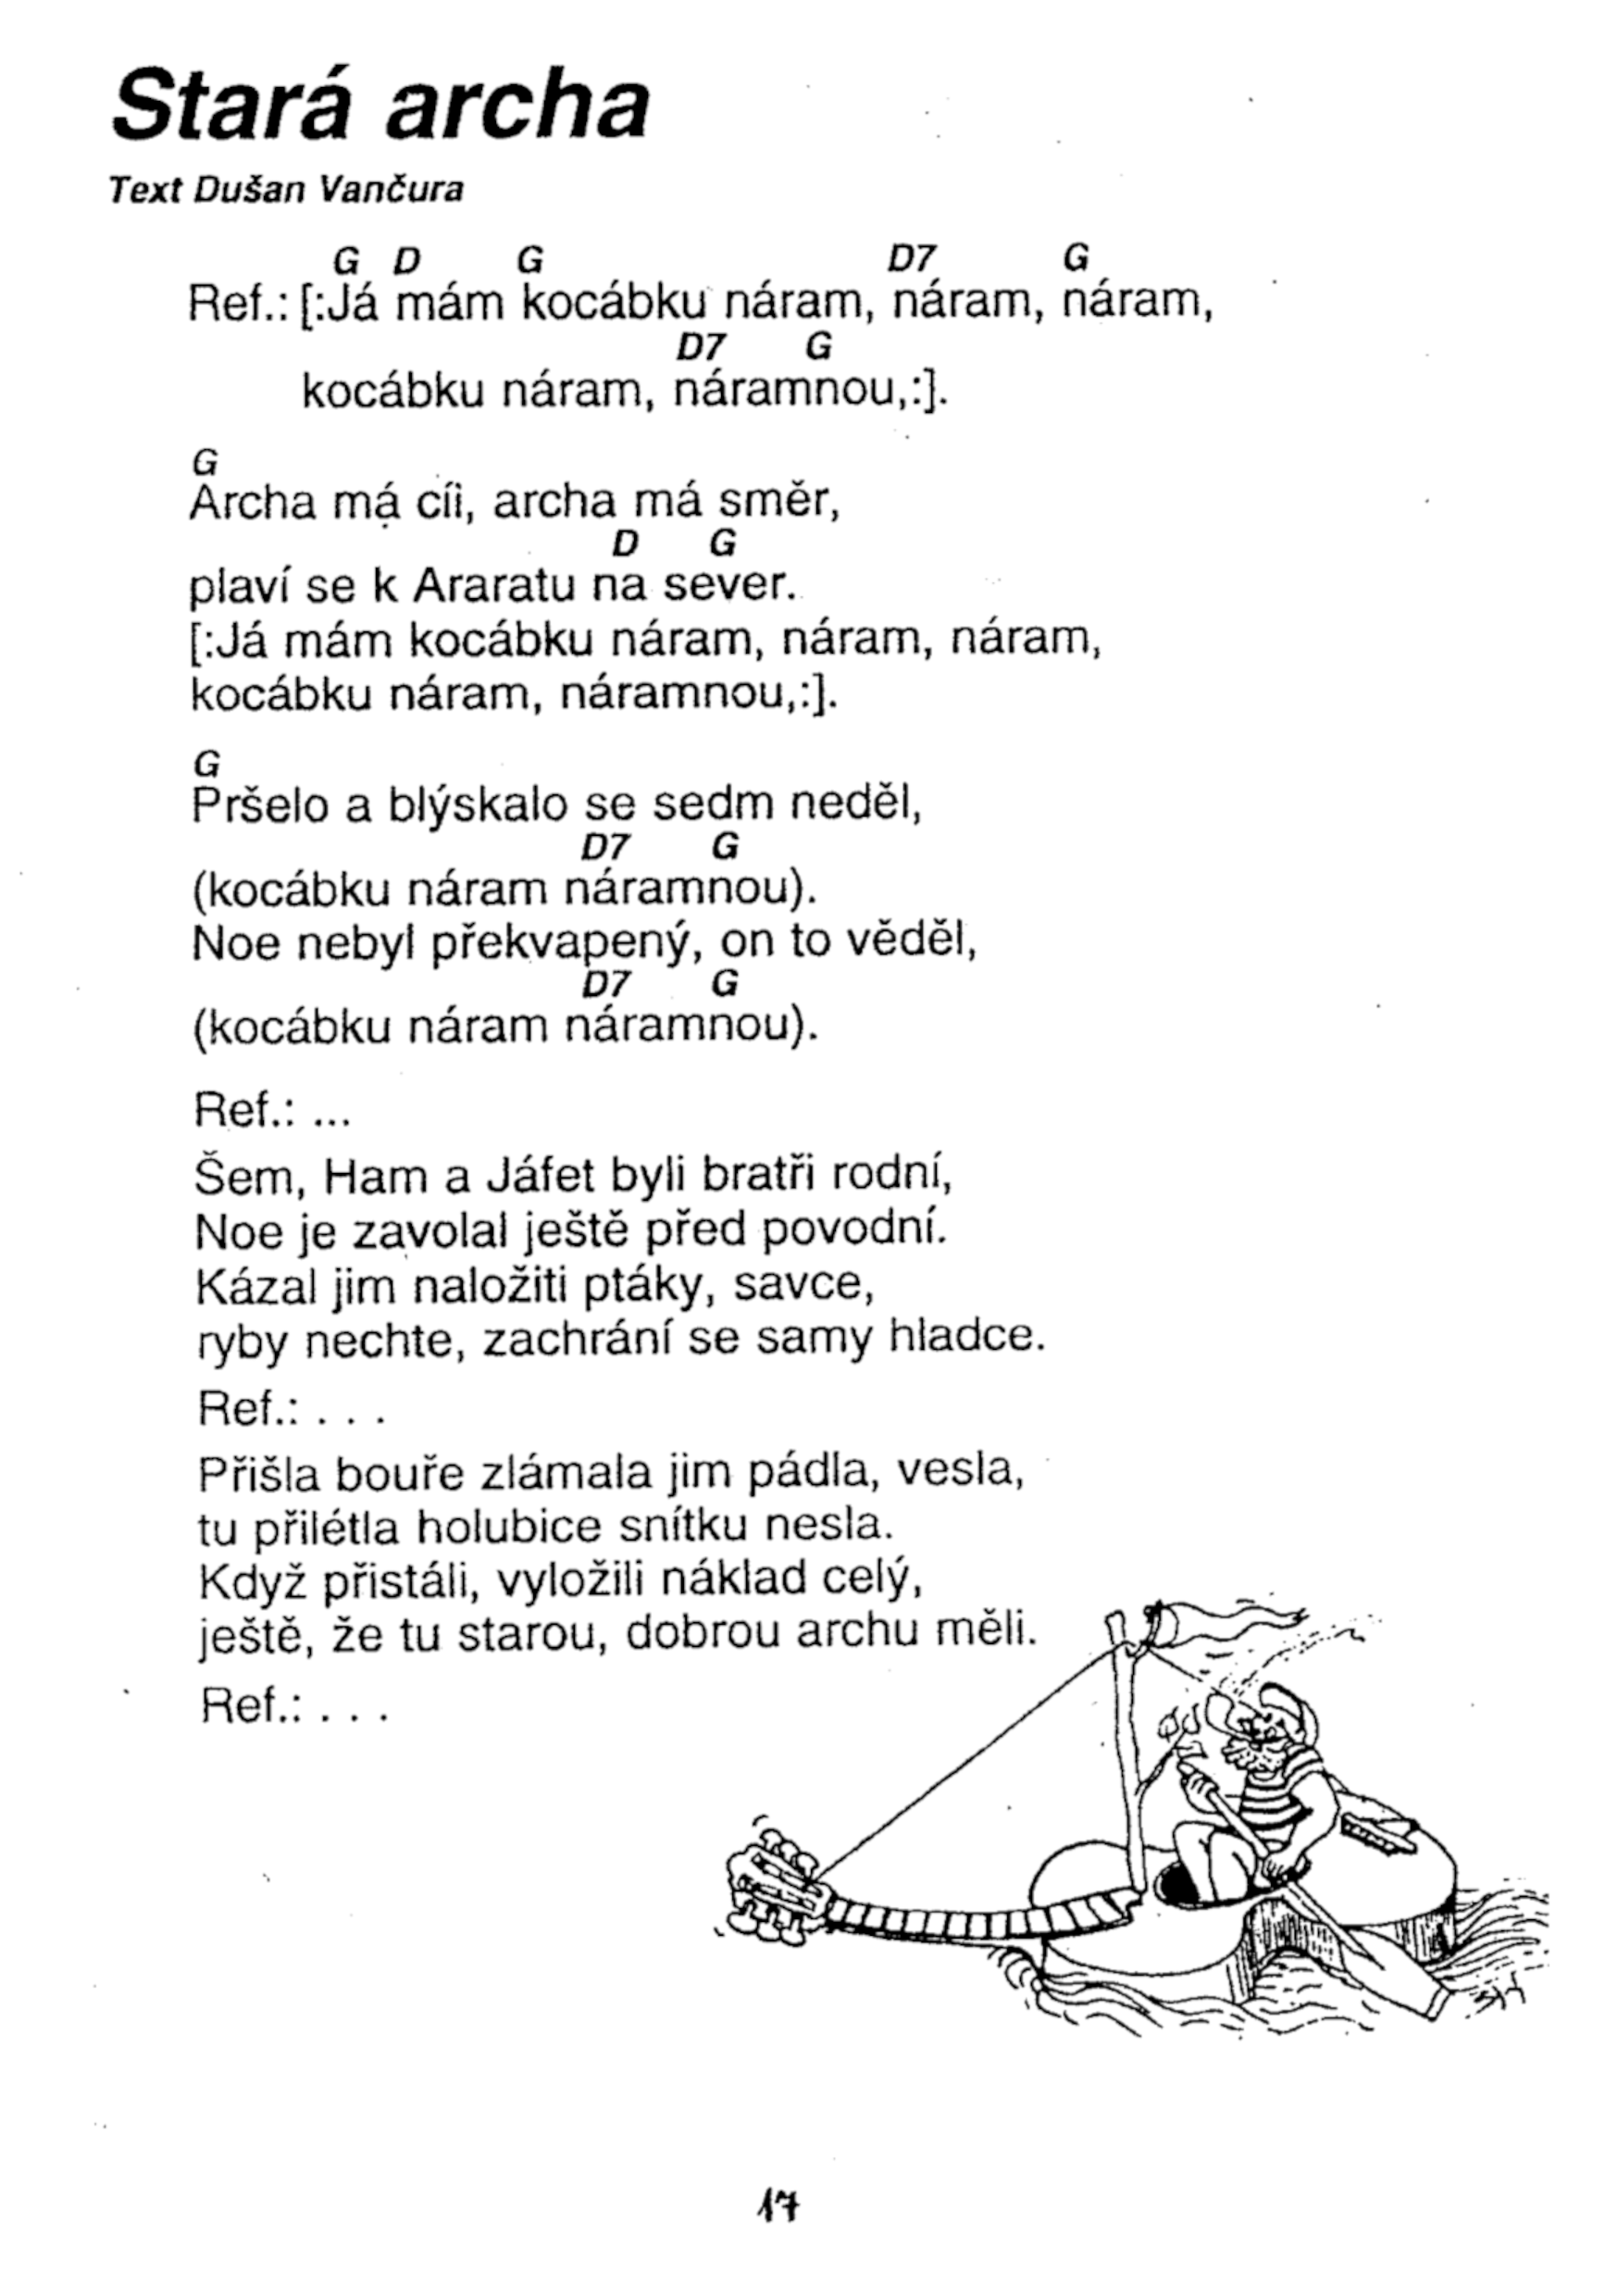 Stará archa
Text Dušan Vančura
G D G D7 G
Ref.: [:Já mám kocábku náram, náram, náram,
D7 G
kocábku náram, náramnou,:].
G
Archa má cíl, archa má směr,
D G
plaví se k Araratu na sever.
[:Já mám kocábku náram, náram, náram,
kocábku náram, náramnou,:].
G
Pršelo a blýskalo se sedm neděl,
D7 G
(kocábku náram náramnou).
Noe nebyl překvapený, on to věděl,
D7 G
(kocábku náram náramnou).
Ref.: ...
Šem, Ham a Jáfet byli bratři rodní,
Noe je zavolal ještě před povodní.
Kázal jim naložiti ptáky, savce,
ryby nechte, zachrání se samy hladce.
Ref.: . . .
Přišla bouře zlámala jim pádla, vesla,
tu přilétla holubice snítku nesla.
Když přistáli, vyložili náklad celý,
ještě, že tu starou, dobrou archu měli.
Ref.: . . .
17